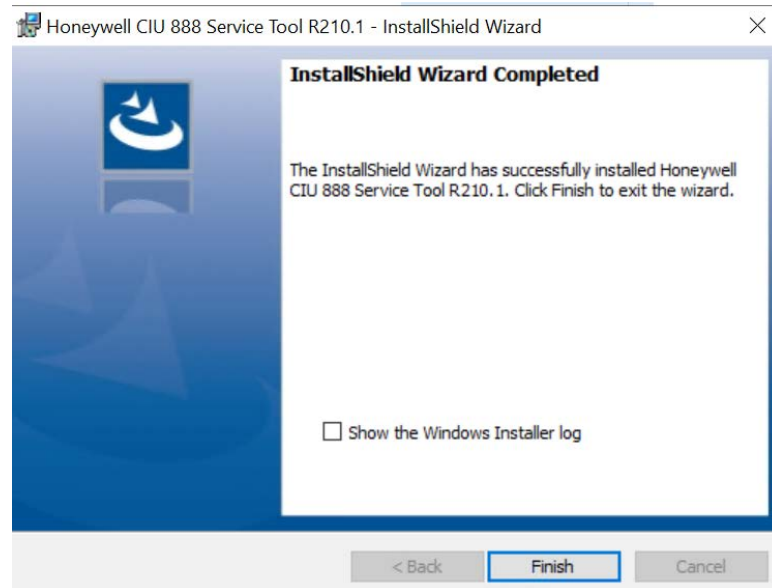 Honeywell CIU 888 Service Tool R210.1 - InstallShield Wizard
InstallShield Wizard Completed
The InstallShield Wizard has successfully installed Honeywell
CIU 888 Service Tool R210.1. Click Finish to exit the wizard.
Show the Windows Installer log
< Back Finish Cancel